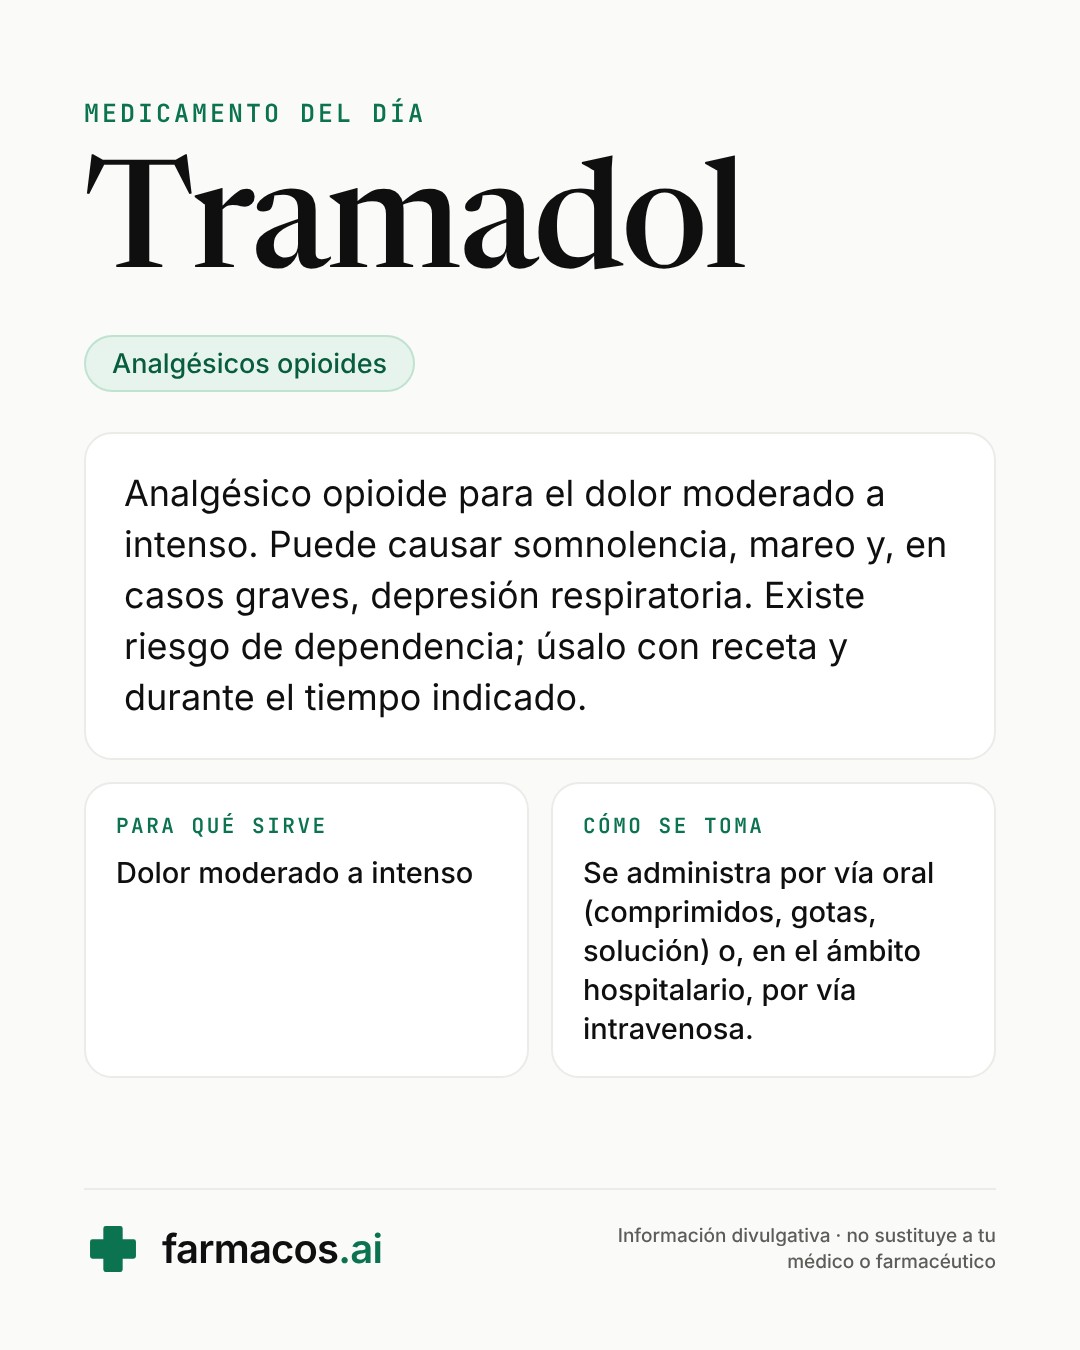 MEDICAMENTO DEL DÍA
Tramadol
Analgésicos opioides
Analgésico opioide para el dolor moderado a
intenso. Puede causar somnolencia, mareo y, en
casos graves, depresión respiratoria. Existe
riesgo de dependencia; úsalo con receta y
durante el tiempo indicado.
PARA QUÉ SIRVE
Dolor moderado a intenso
CÓMO SE TOMA
Se administra por vía oral
(comprimidos, gotas,
solución) o, en el ámbito
hospitalario, por vía
intravenosa.
farmacos.ai
Información divulgativa · no sustituye a tu
médico o farmacéutico